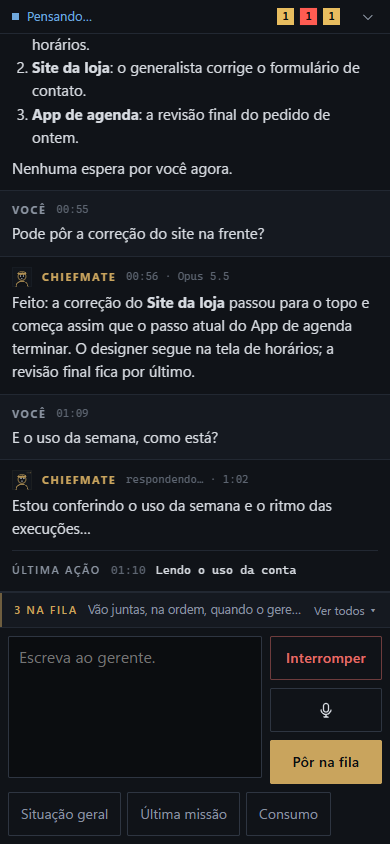 Pensando...
1 1 1
horários.
2. Site da loja: o generalista corrige o formulário de
contato.
3. App de agenda: a revisão final do pedido de
ontem.
Nenhuma espera por você agora.
VOCÊ 00:55
Pode pôr a correção do site na frente?
CHIEFMATE 00:56 · Opus 5.5
Feito: a correção do Site da loja passou para o topo e
começa assim que o passo atual do App de agenda
terminar. O designer segue na tela de horários; a
revisão final fica por último.
VOCÊ 01:09
E o uso da semana, como está?
CHIEFMATE respondendo… · 1:02
Estou conferindo o uso da semana e o ritmo das
execuções...
ÚLTIMA AÇÃO 01:10 Lendo o uso da conta
3 NA FILA Vão juntas, na ordem, quando o gere... Ver todos
Escreva ao gerente.
Interromper
Pôr na fila
Situação geral Última missão Consumo